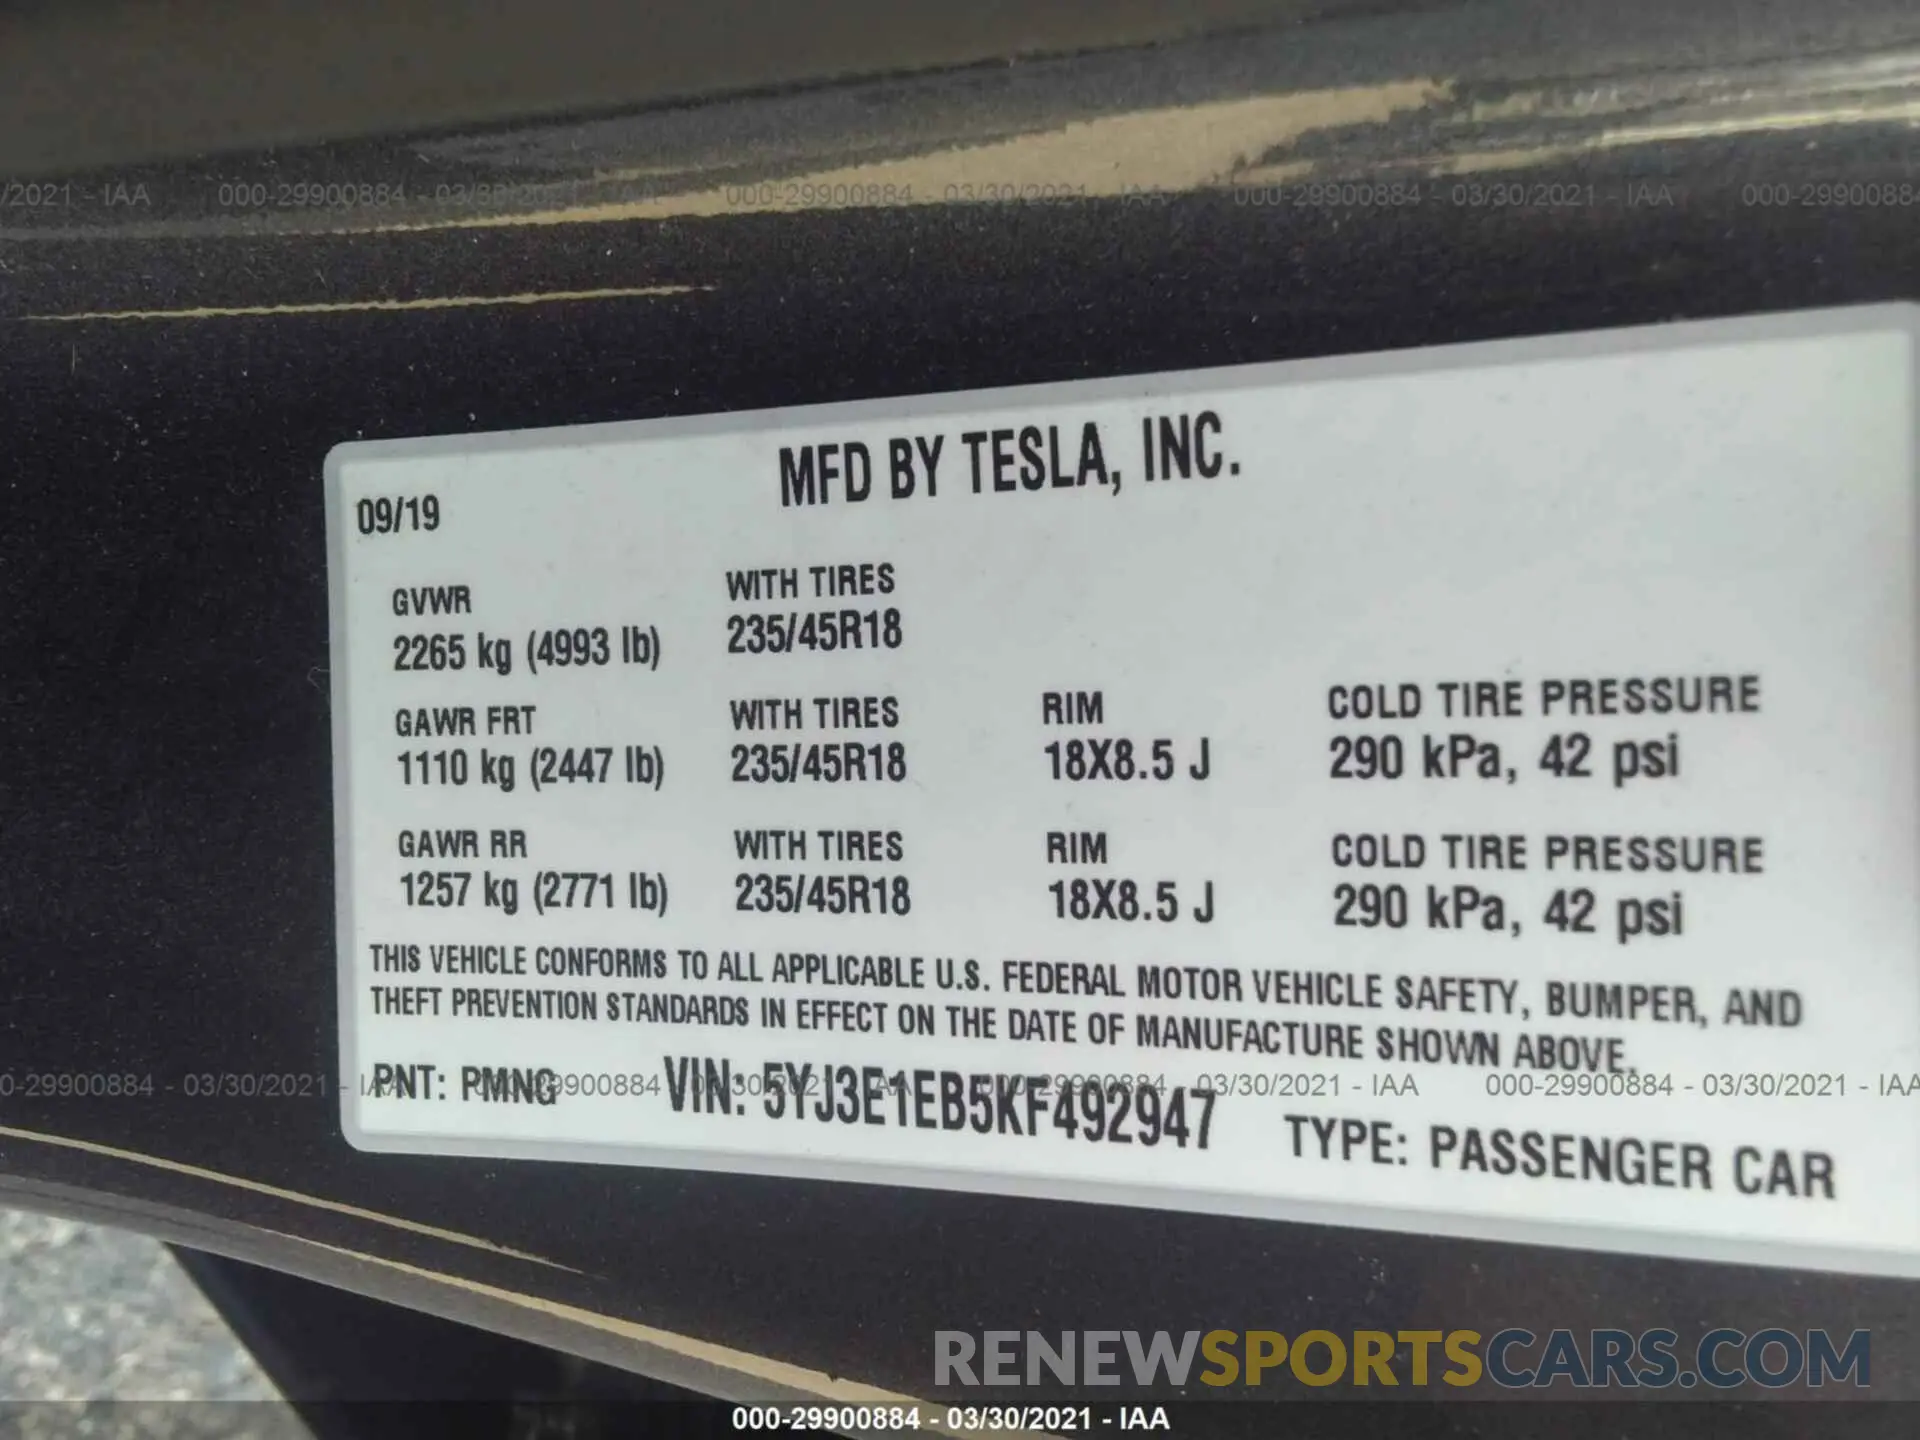 /2021 - IAA 000-29900884 - 03/30/2021 - IAA 000-29900884 - 03/30/2021 - IAA 000-29900884 - 03/30/2021 - IAA 000-2990088
MFD BY TESLA, INC.
09/19
GVWR WITH TIRES
2265 kg (4993 lb) 235/45R18
GAWR FRT WITH TIRES RIM COLD TIRE PRESSURE
1110 kg (2447 lb) 235/45R18 18X8.5 J 290 kPa, 42 psi
GAWR RR WITH TIRES RIM COLD TIRE PRESSURE
1257 kg (2771 lb) 235/45R18 18X8.5 J 290 kPa, 42 psi
THIS VEHICLE CONFORMS TO ALL APPLICABLE U.S. FEDERAL MOTOR VEHICLE SAFETY, BUMPER, AND
THEFT PREVENTION STANDARDS IN EFFECT ON THE DATE OF MANUFACTURE SHOWN ABOVE.
PNT: PMNG VIN: 5YJ3E1EB5KF492947 TYPE: PASSENGER CAR
0-29900884 - 03/30/2021 - IAA 000-29900884 - 03/30/2021 - IAA 000-29900884 - 03/30/2021 - IAA 000-29900884 - 03/30/2021 - IAA
RENEWSPORTSCARS.COM
000-29900884 - 03/30/2021 - IAA